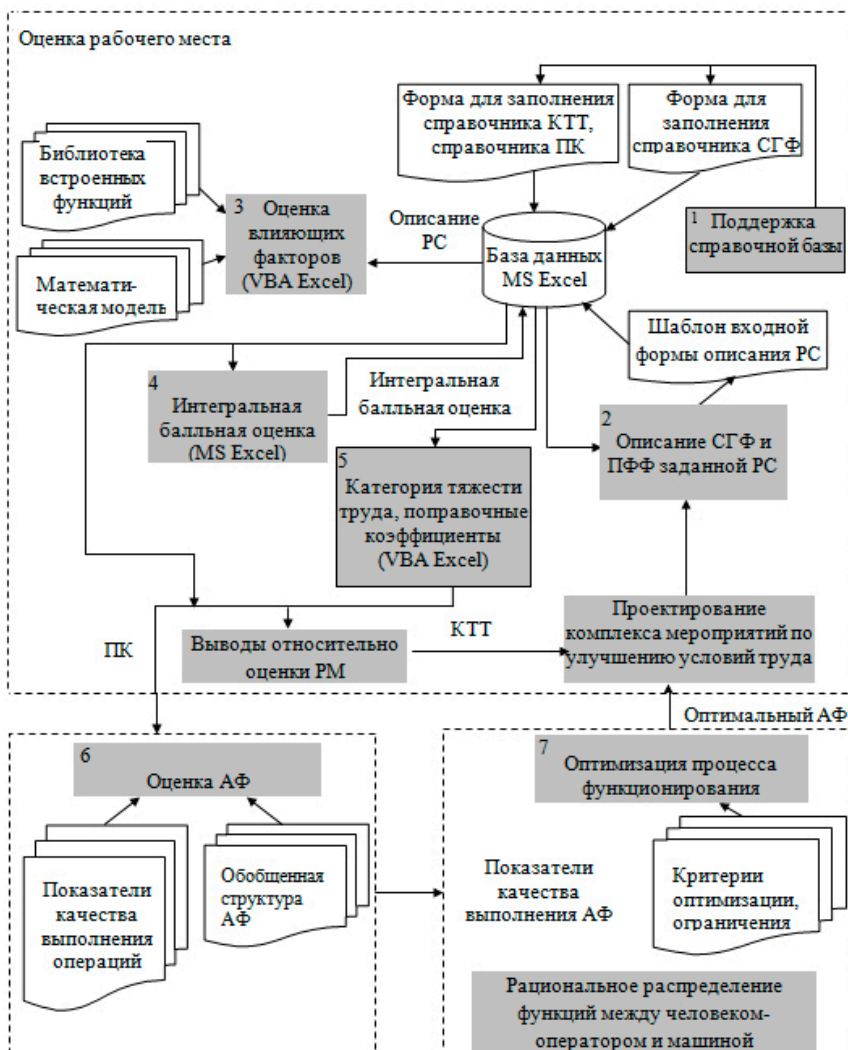 Оценка рабочего места
Форма для заполнения
справочника КТТ,
справочника ПК
Форма для
заполнения
справочника СГФ
Библиотека
встроенных
функций
3
Оценка
влияющих
факторов
(VBA Excel)
Описание
РС
База данных
MS Excel
1
Поддержка
справочной базы
Математи-
ческая модель
Шаблон входной
формы описания РС
4
Интегральная
балльная оценка
(MS Excel)
Интегральная
балльная оценка
2
Описание СГФ и
ПФФ заданной РС
5
Категория тяжести
труда, поправочные
коэффициенты
(VBA Excel)
ПК
Выводы относительно
оценки РМ
КТТ
Проектирование
комплекса мероприятий по
улучшению условий труда
Оптимальный АФ
6
Оценка АФ
Показатели
качества
выполнения
операций
Обобщенная
структура
АФ
7
Оптимизация процесса
функционирования
Показатели
качества
выполнения АФ
Критерии
оптимизации,
ограничения
Рациональное распределение
функций между человеком-
оператором и машиной